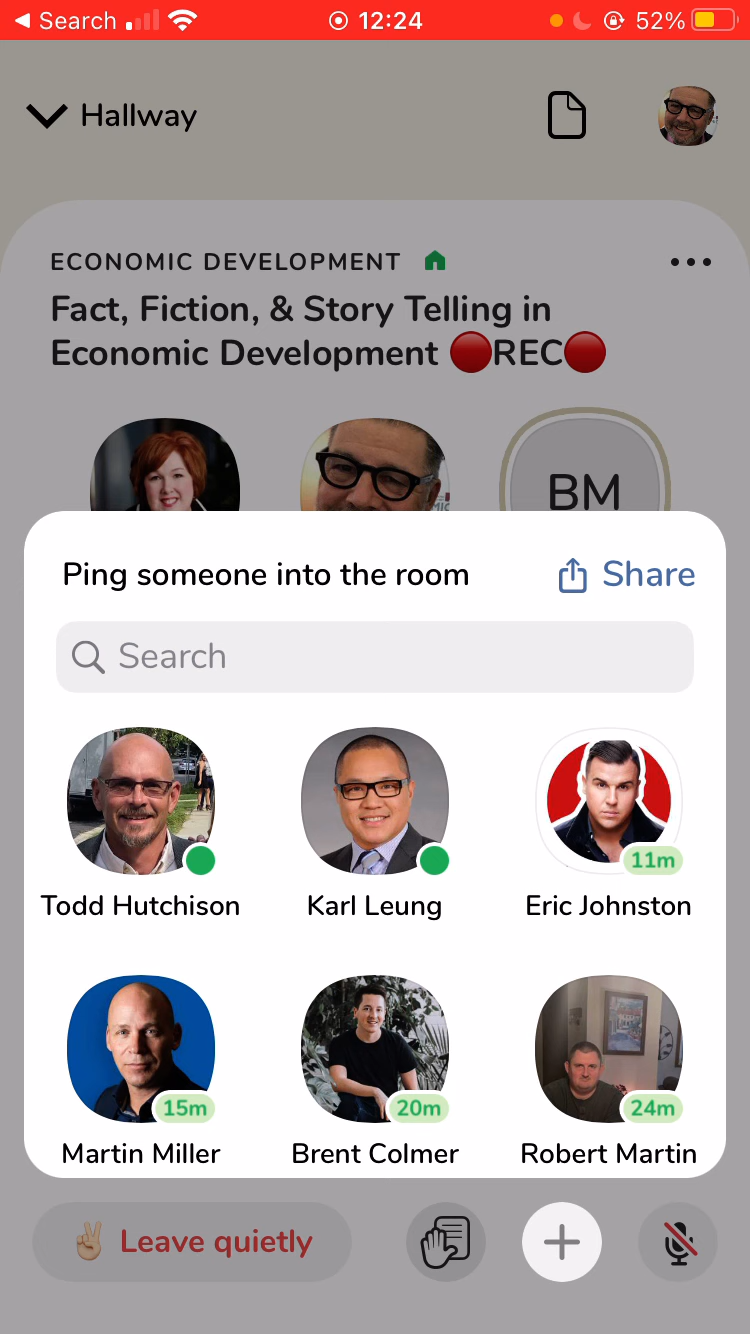 Search 12:24 52%
Hallway
ECONOMIC DEVELOPMENT
Fact, Fiction, & Story Telling in
Economic Development 🔴REC🔴
BM
Ping someone into the room Share
Search
11m
Todd Hutchison Karl Leung Eric Johnston
15m 20m 24m
Martin Miller Brent Colmer Robert Martin
✌🏼 Leave quietly